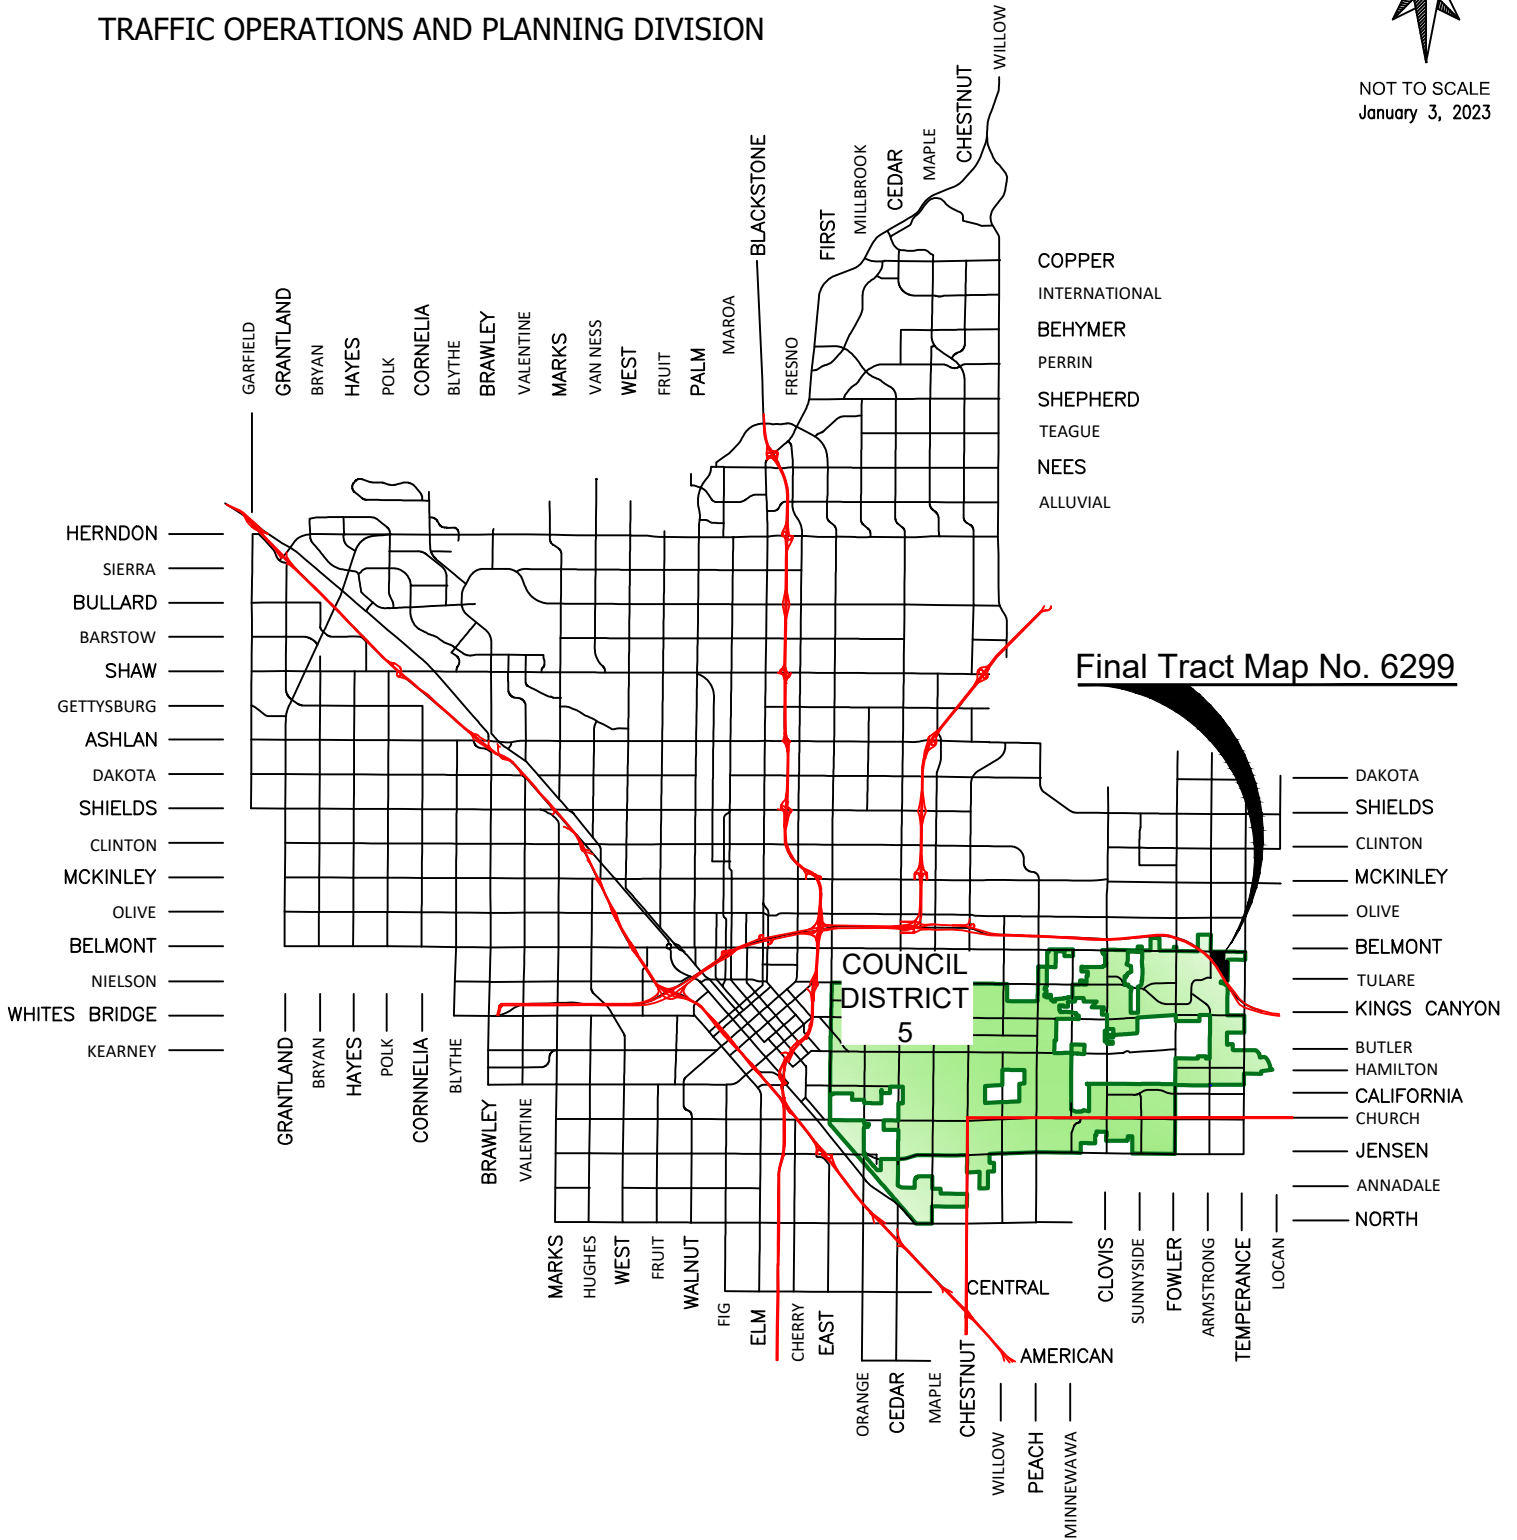 TRAFFIC OPERATIONS AND PLANNING DIVISION
NOT TO SCALE
January 3, 2023
WILLOW
CHESTNUT
MAPLE
CEDAR
MILLBROOK
FIRST
BLACKSTONE
FRESNO
MAROA
PALM
FRUIT
WEST
VAN NESS
MARKS
VALENTINE
BRAWLEY
BLYTHE
CORNELIA
POLK
HAYES
BRYAN
GRANTLAND
GARFIELD
COPPER
INTERNATIONAL
BEHYMER
PERRIN
SHEPHERD
TEAGUE
NEES
ALLUVIAL
HERNDON
SIERRA
BULLARD
BARSTOW
SHAW
GETTYSBURG
ASHLAN
DAKOTA
SHIELDS
CLINTON
MCKINLEY
OLIVE
BELMONT
NIELSON
WHITES BRIDGE
KEARNEY
Final Tract Map No. 6299
DAKOTA
SHIELDS
CLINTON
MCKINLEY
OLIVE
BELMONT
TULARE
KINGS CANYON
BUTLER
HAMILTON
CALIFORNIA
CHURCH
JENSEN
ANNADALE
NORTH
COUNCIL
DISTRICT
5
GRANTLAND
BRYAN
HAYES
POLK
CORNELIA
BLYTHE
BRAWLEY
VALENTINE
MARKS
HUGHES
WEST
FRUIT
WALNUT
FIG
ELM
CHERRY
EAST
ORANGE
CEDAR
MAPLE
CHESTNUT
WILLOW
PEACH
MINNEWAWA
CENTRAL
AMERICAN
CLOVIS
SUNNYSIDE
FOWLER
ARMSTRONG
TEMPERANCE
LOCAN